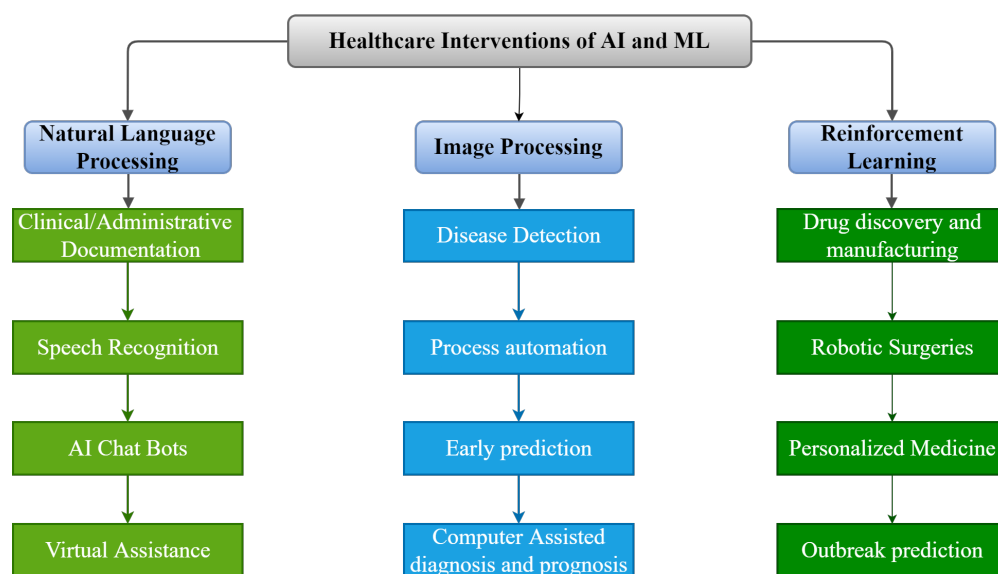 Healthcare Interventions of AI and ML
Natural Language
Processing
Image Processing
Reinforcement
Learning
Clinical/Administrative
Documentation
Disease Detection
Drug discovery and
manufacturing
Speech Recognition
Process automation
Robotic Surgeries
AI Chat Bots
Early prediction
Personalized Medicine
Virtual Assistance
Computer Assisted
diagnosis and prognosis
Outbreak prediction